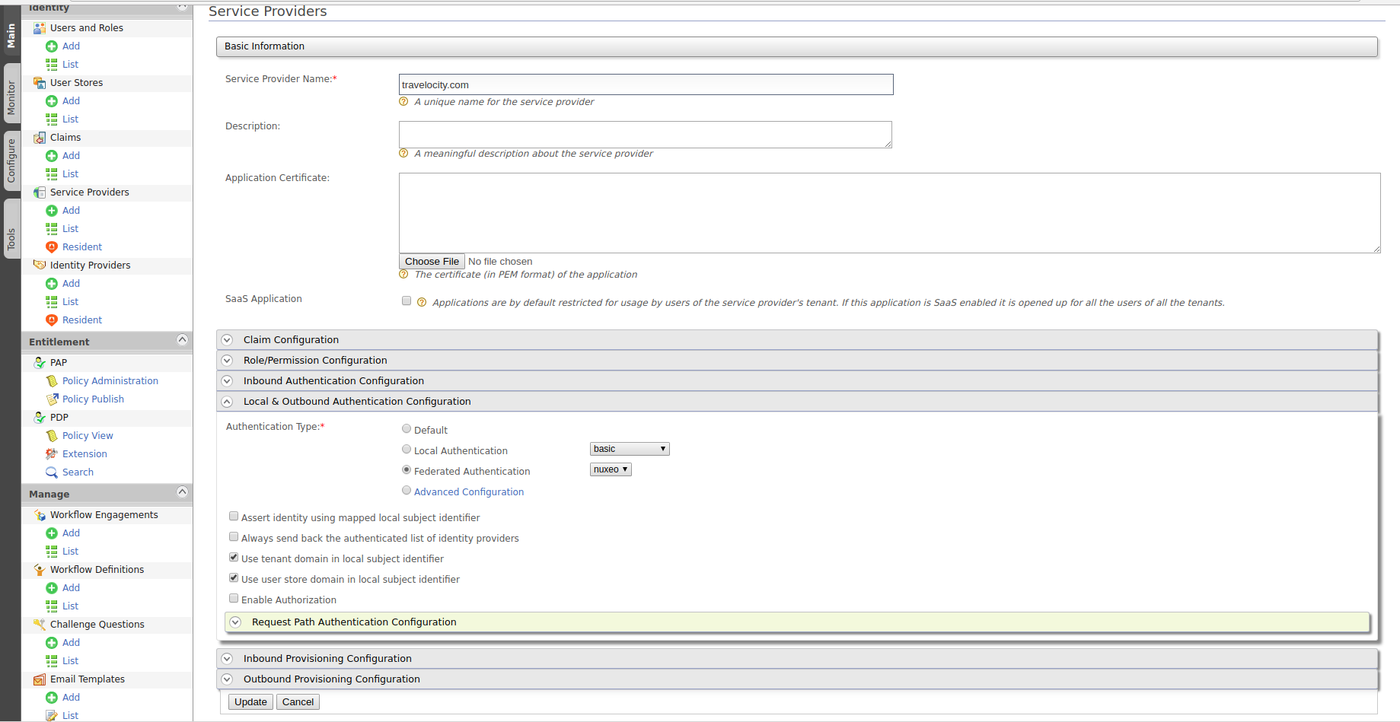 Identity
Users and Roles
Add
List
User Stores
Add
List
Claims
Add
List
Service Providers
Add
List
Resident
Identity Providers
Add
List
Resident
Entitlement
PAP
Policy Administration
Policy Publish
PDP
Policy View
Extension
Search
Manage
Workflow Engagements
Add
List
Workflow Definitions
Add
List
Challenge Questions
Add
List
Email Templates
Add
List
Main
Monitor
Configure
Tools
Service Providers
Basic Information
Service Provider Name:*
travelocity.com
A unique name for the service provider
Description:
A meaningful description about the service provider
Application Certificate:
Choose File No file chosen
The certificate (in PEM format) of the application
SaaS Application
Applications are by default restricted for usage by users of the service provider's tenant. If this application is SaaS enabled it is opened up for all the users of all the tenants.
Claim Configuration
Role/Permission Configuration
Inbound Authentication Configuration
Local & Outbound Authentication Configuration
Authentication Type:*
Default
Local Authentication basic
Federated Authentication nuxeo
Advanced Configuration
Assert identity using mapped local subject identifier
Always send back the authenticated list of identity providers
Use tenant domain in local subject identifier
Use user store domain in local subject identifier
Enable Authorization
Request Path Authentication Configuration
Inbound Provisioning Configuration
Outbound Provisioning Configuration
Update Cancel